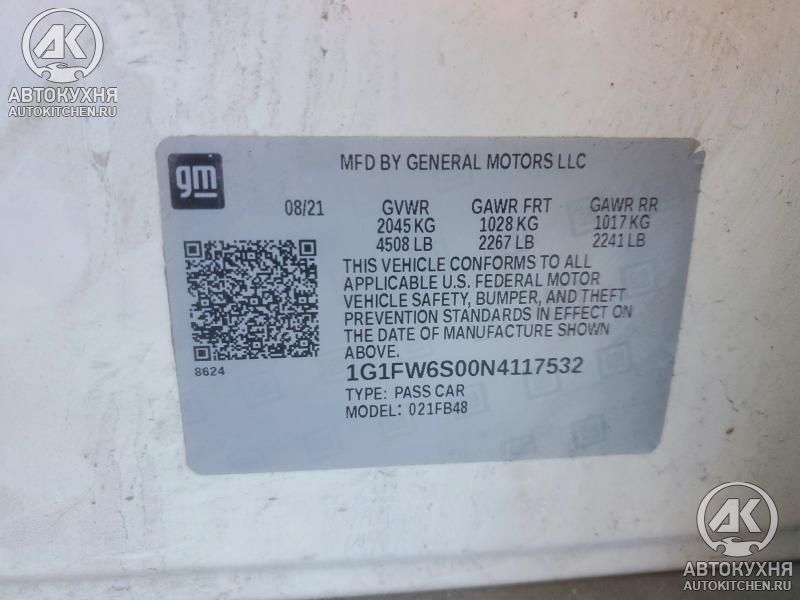 АК
АВТОКУХНЯ
AUTOKITCHEN.RU
gm
MFD BY GENERAL MOTORS LLC
08/21 GVWR GAWR FRT GAWR RR
2045 KG 1028 KG 1017 KG
4508 LB 2267 LB 2241 LB
THIS VEHICLE CONFORMS TO ALL
APPLICABLE U.S. FEDERAL MOTOR
VEHICLE SAFETY, BUMPER, AND THEFT
PREVENTION STANDARDS IN EFFECT ON
THE DATE OF MANUFACTURE SHOWN
ABOVE.
8624
1G1FW6S00N4117532
TYPE: PASS CAR
MODEL: 021FB48
АК
АВТОКУХНЯ
AUTOKITCHEN.RU